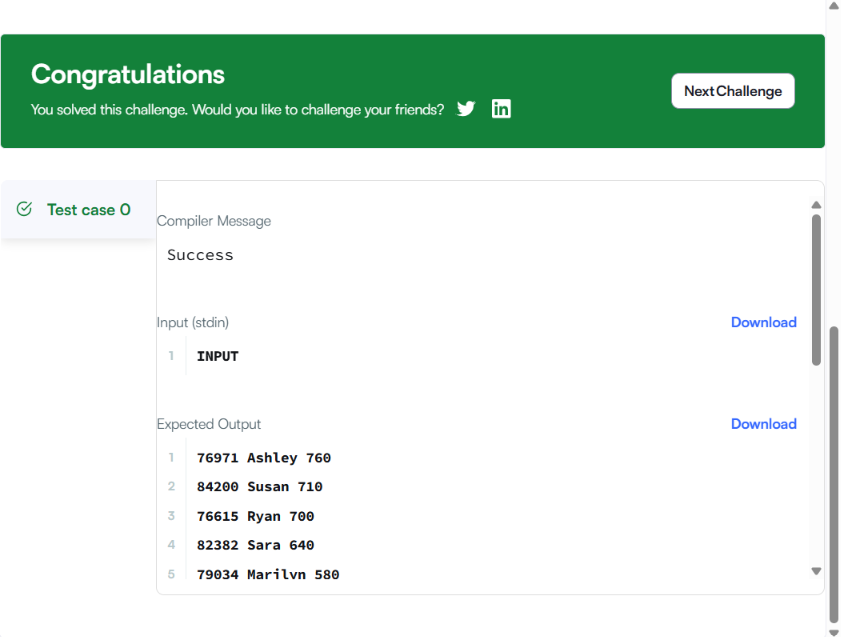 Congratulations
You solved this challenge. Would you like to challenge your friends?
Next Challenge
Test case 0
Compiler Message
Success
Input (stdin)
Download
1 INPUT
Expected Output
Download
1 76971 Ashley 760
2 84200 Susan 710
3 76615 Ryan 700
4 82382 Sara 640
5 79034 Marilyn 580